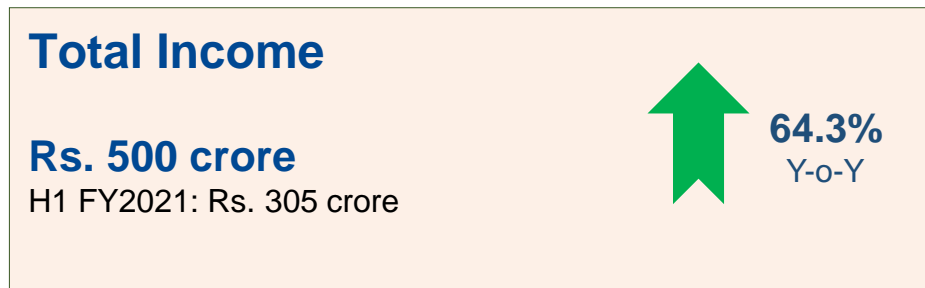 Total Income
Rs. 500 crore
H1 FY2021: Rs. 305 crore
64.3%
Y-o-Y